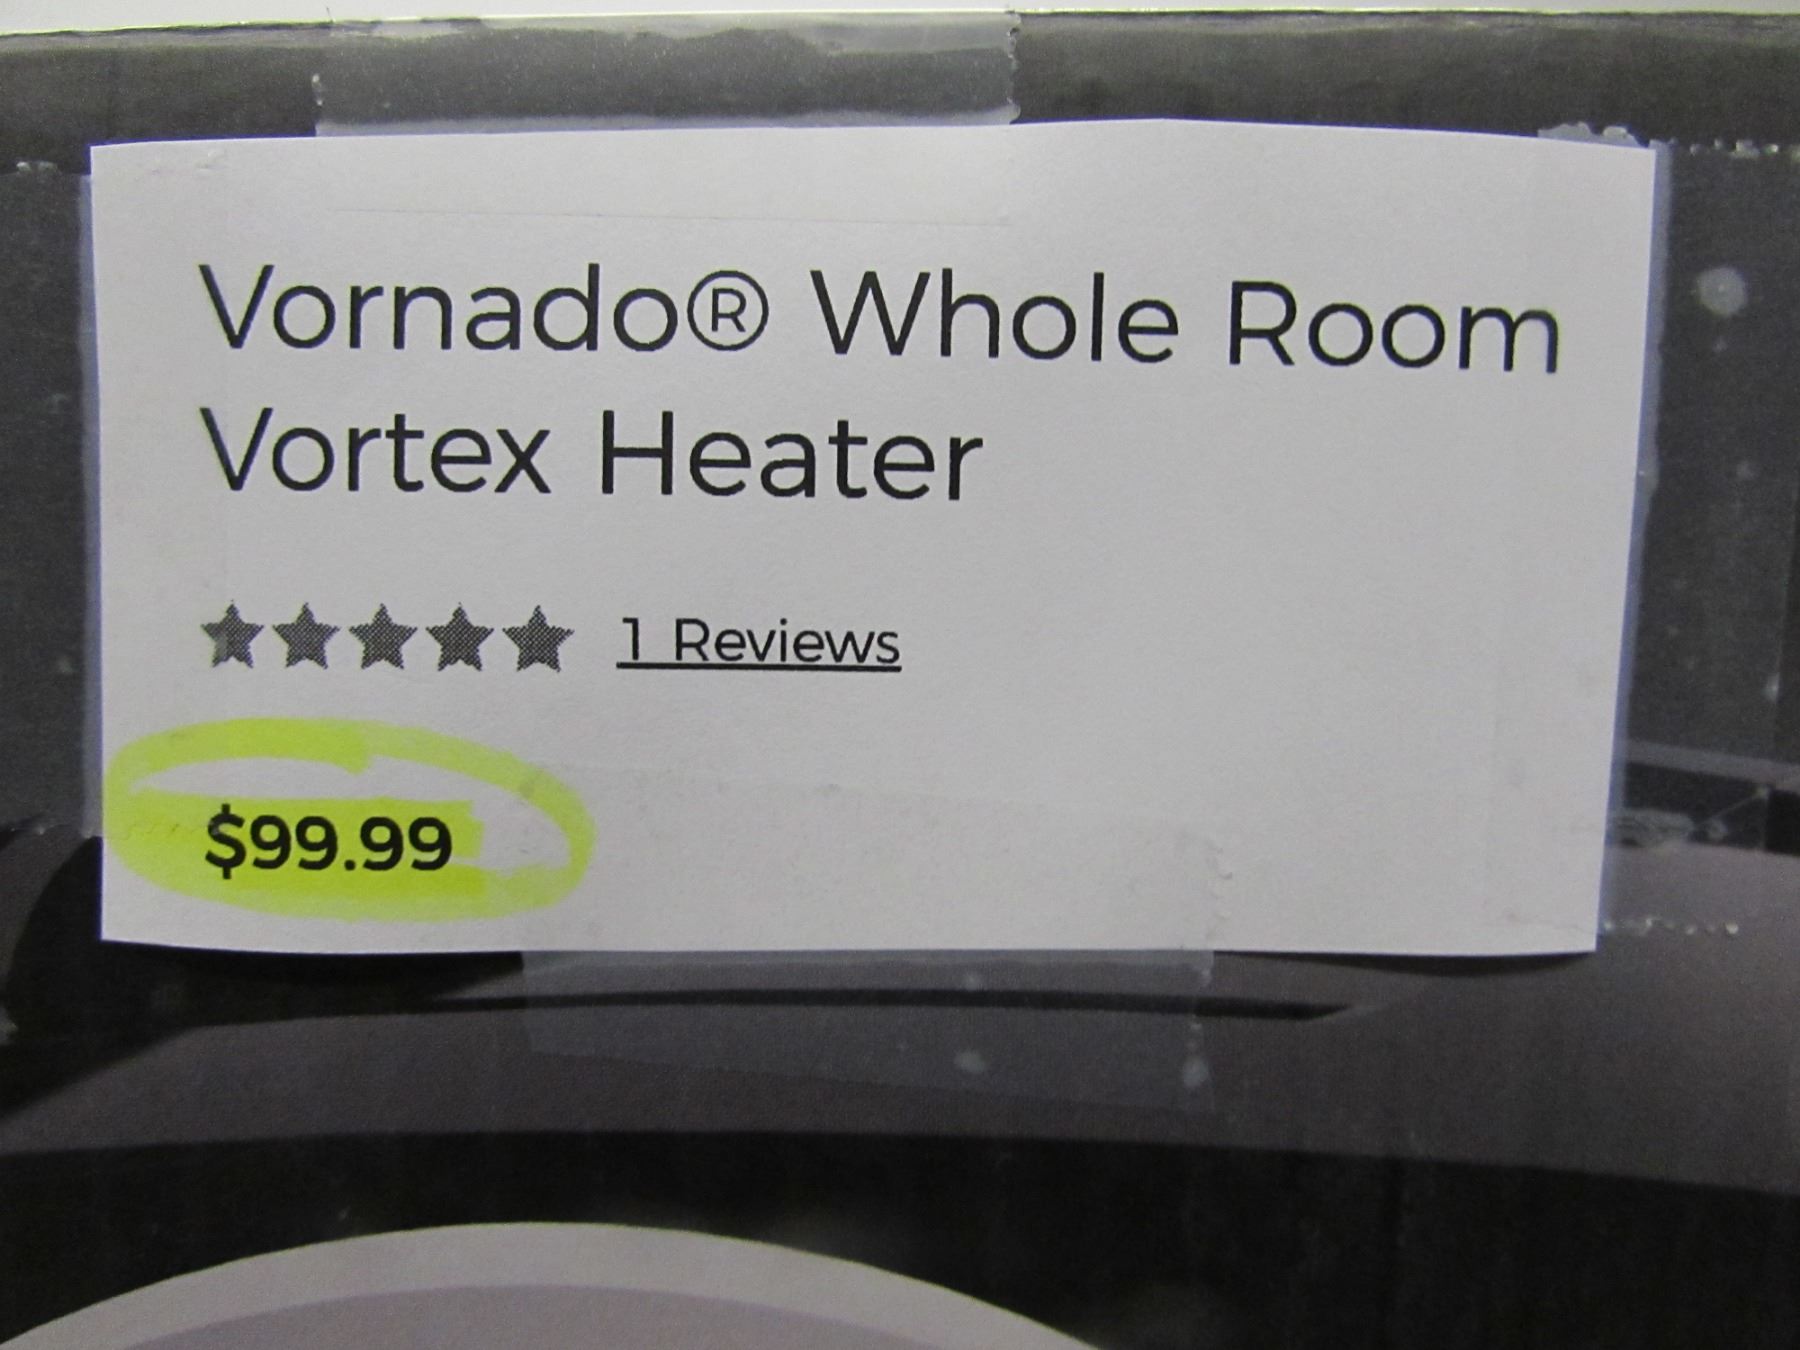 Vornado® Whole Room
Vortex Heater
★★★★★ 1 Reviews
$99.99